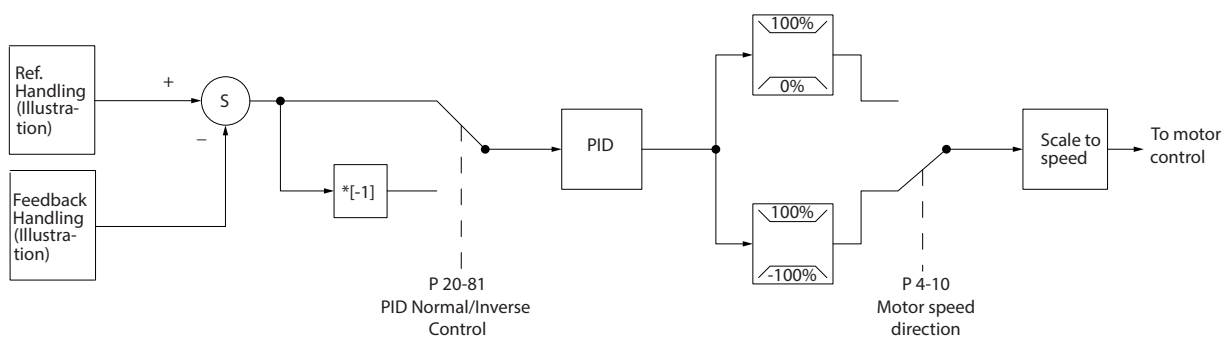 Ref.
Handling
(Illustra-
tion)
+
S
–
Feedback
Handling
(Illustra-
tion)
*[-1]
P 20-81
PID Normal/Inverse
Control
PID
100%
0%
100%
-100%
P 4-10
Motor speed
direction
Scale to
speed
To motor
control